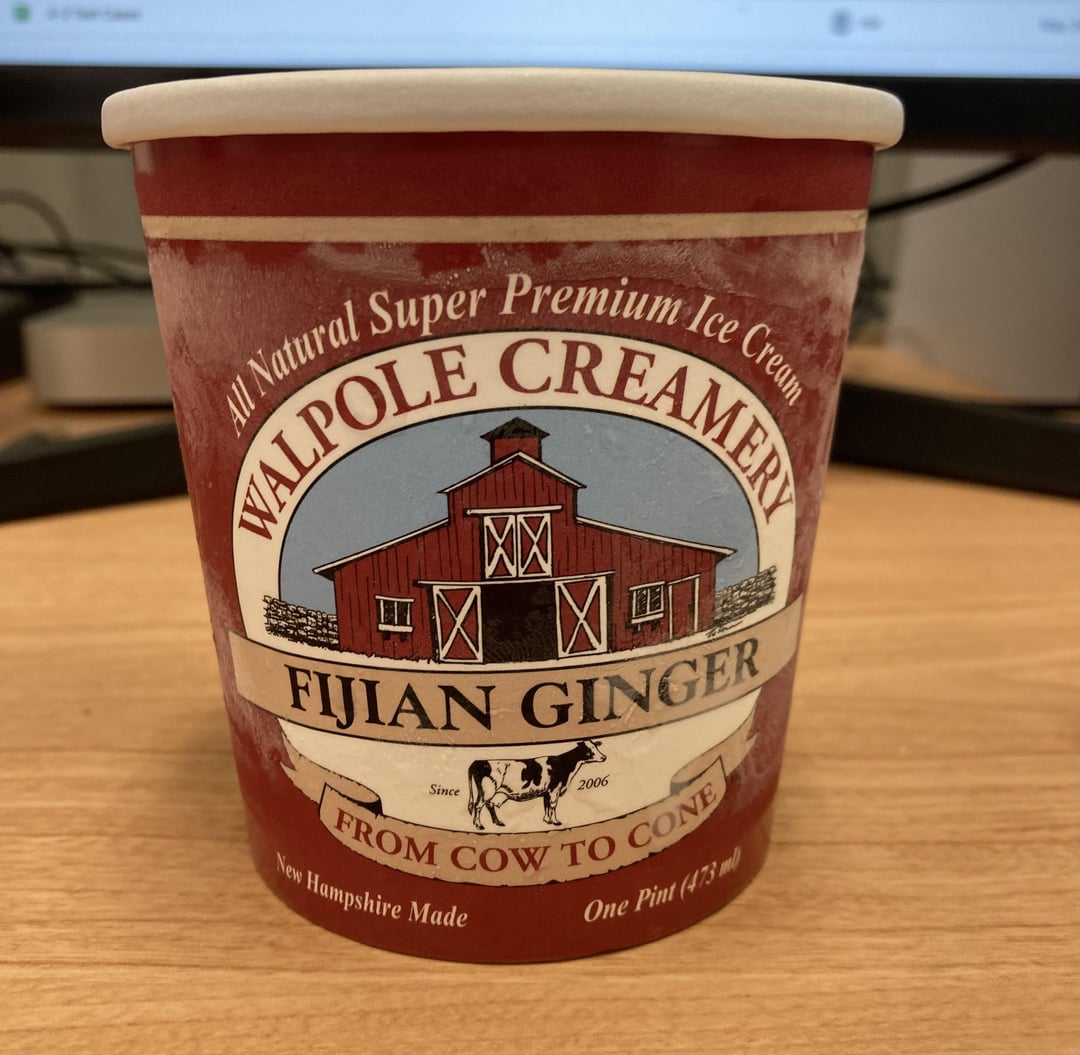 All Natural Super Premium Ice Cream
WALPOLE CREAMERY
FIJIAN GINGER
Since 2006
FROM COW TO CONE
New Hampshire Made
One Pint (473 ml)